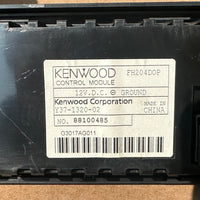 KENWOOD FH204DOP
CONTROL MODULE
12V.D.C. ⊖ GROUND
Kenwood Corporation MADE IN
Y37-1320-02 CHINA
NO. 88100485
G3017AG011